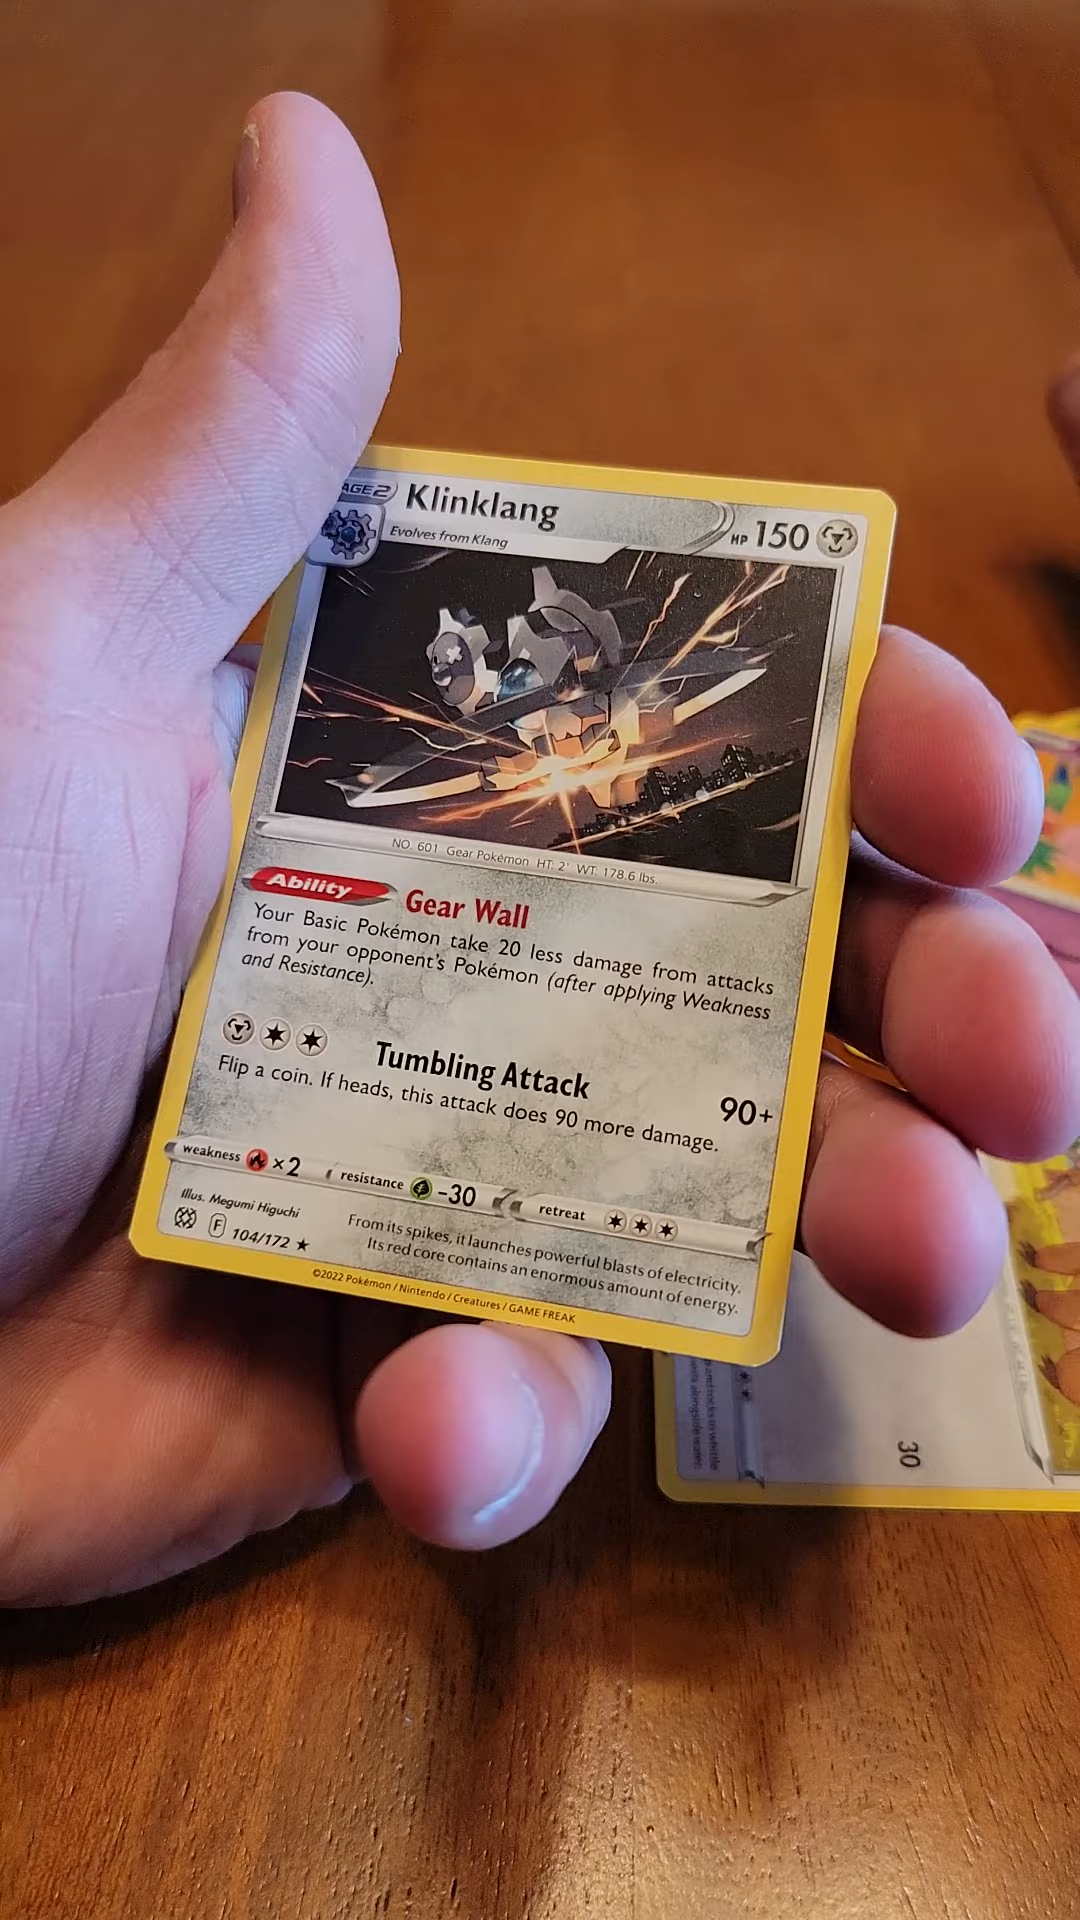 AGE2
Klinklang
HP 150
Evolves from Klang
NO. 601 Gear Pokémon HT: 2' WT: 178.6 lbs.
Ability Gear Wall
Your Basic Pokémon take 20 less damage from attacks
from your opponent's Pokémon (after applying Weakness
and Resistance).
Tumbling Attack
90+
Flip a coin. If heads, this attack does 90 more damage.
weakness ×2 resistance -30 retreat
Illus. Megumi Higuchi
F 104/172 ★
From its spikes, it launches powerful blasts of electricity.
Its red core contains an enormous amount of energy.
©2022 Pokémon / Nintendo / Creatures / GAME FREAK
30